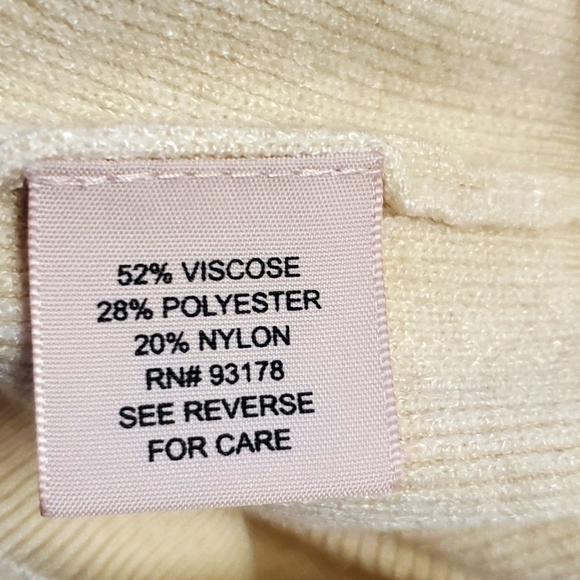 52% VISCOSE
28% POLYESTER
20% NYLON
RN# 93178
SEE REVERSE
FOR CARE